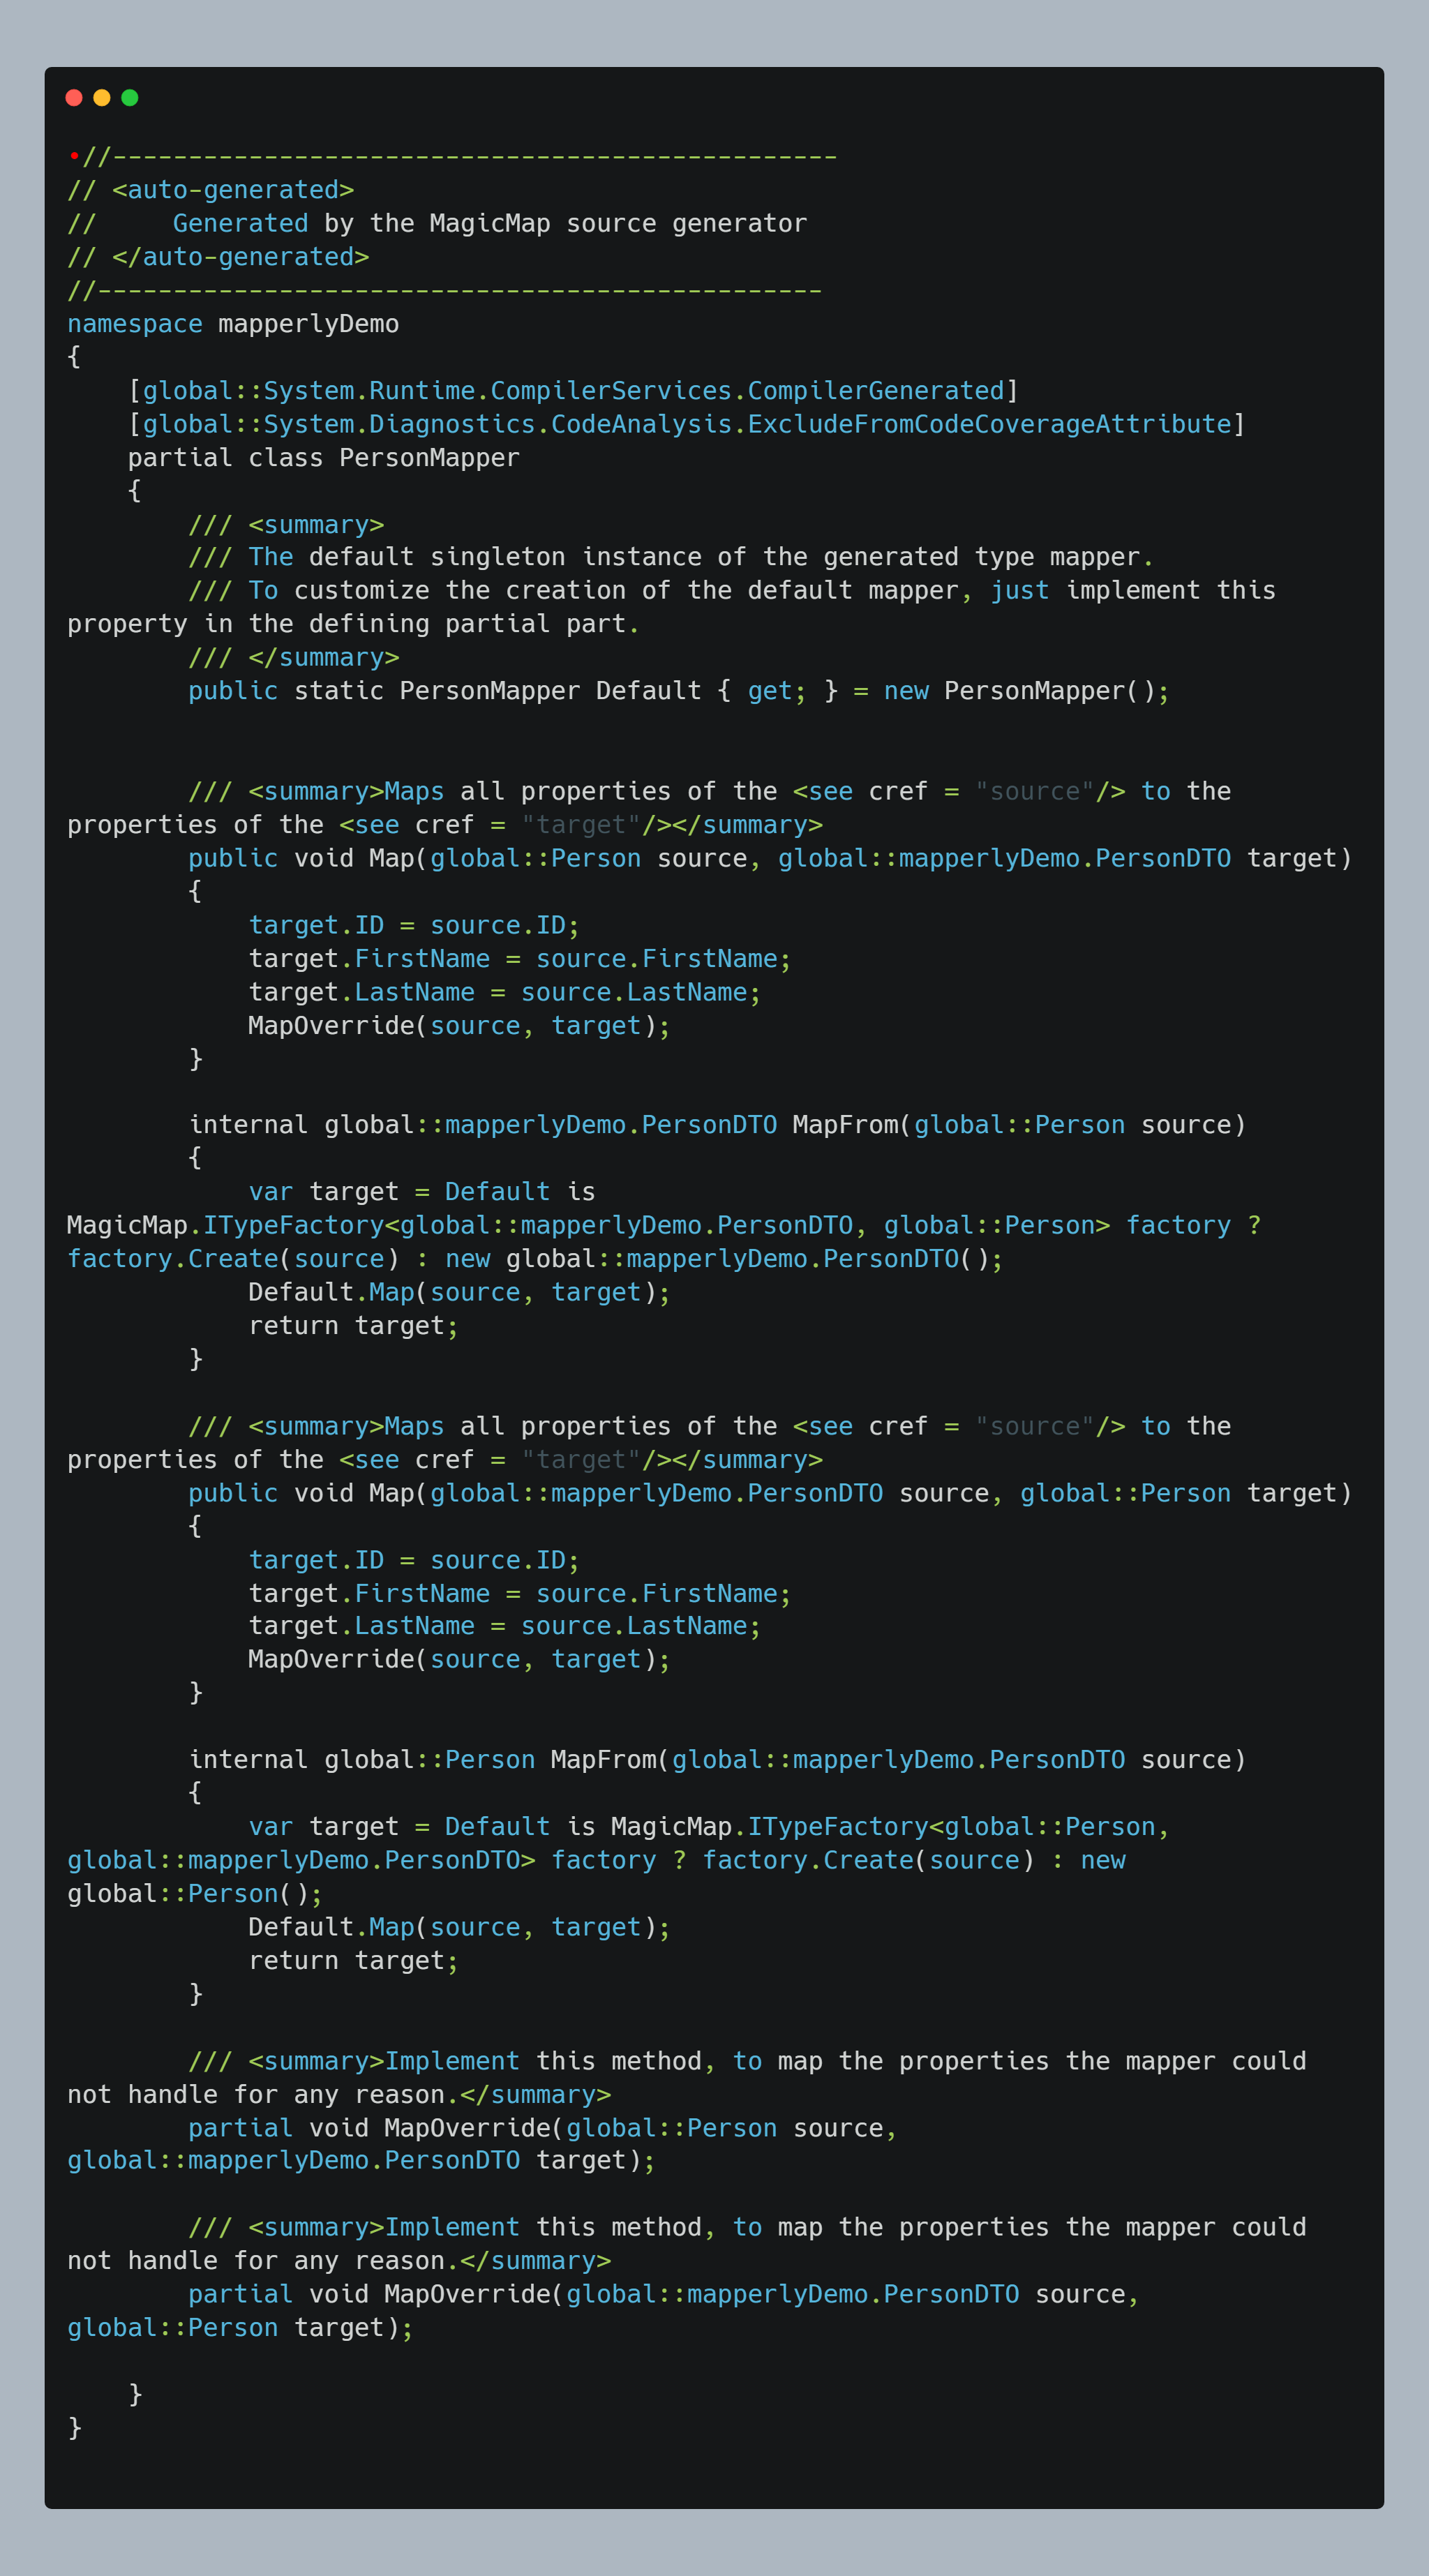 •//------------------------------------------------
// <auto-generated>
//     Generated by the MagicMap source generator
// </auto-generated>
//------------------------------------------------
namespace mapperlyDemo
{
    [global::System.Runtime.CompilerServices.CompilerGenerated]
    [global::System.Diagnostics.CodeAnalysis.ExcludeFromCodeCoverageAttribute]
    partial class PersonMapper
    {
        /// <summary>
        /// The default singleton instance of the generated type mapper.
        /// To customize the creation of the default mapper, just implement this
property in the defining partial part.
        /// </summary>
        public static PersonMapper Default { get; } = new PersonMapper();
        /// <summary>Maps all properties of the <see cref = "source"/> to the
properties of the <see cref = "target"/></summary>
        public void Map(global::Person source, global::mapperlyDemo.PersonDTO target)
        {
            target.ID = source.ID;
            target.FirstName = source.FirstName;
            target.LastName = source.LastName;
            MapOverride(source, target);
        }
        internal global::mapperlyDemo.PersonDTO MapFrom(global::Person source)
        {
            var target = Default is
MagicMap.ITypeFactory<global::mapperlyDemo.PersonDTO, global::Person> factory ?
factory.Create(source) : new global::mapperlyDemo.PersonDTO();
            Default.Map(source, target);
            return target;
        }
        /// <summary>Maps all properties of the <see cref = "source"/> to the
properties of the <see cref = "target"/></summary>
        public void Map(global::mapperlyDemo.PersonDTO source, global::Person target)
        {
            target.ID = source.ID;
            target.FirstName = source.FirstName;
            target.LastName = source.LastName;
            MapOverride(source, target);
        }
        internal global::Person MapFrom(global::mapperlyDemo.PersonDTO source)
        {
            var target = Default is MagicMap.ITypeFactory<global::Person,
global::mapperlyDemo.PersonDTO> factory ? factory.Create(source) : new
global::Person();
            Default.Map(source, target);
            return target;
        }
        /// <summary>Implement this method, to map the properties the mapper could
not handle for any reason.</summary>
        partial void MapOverride(global::Person source,
global::mapperlyDemo.PersonDTO target);
        /// <summary>Implement this method, to map the properties the mapper could
not handle for any reason.</summary>
        partial void MapOverride(global::mapperlyDemo.PersonDTO source,
global::Person target);
    }
}